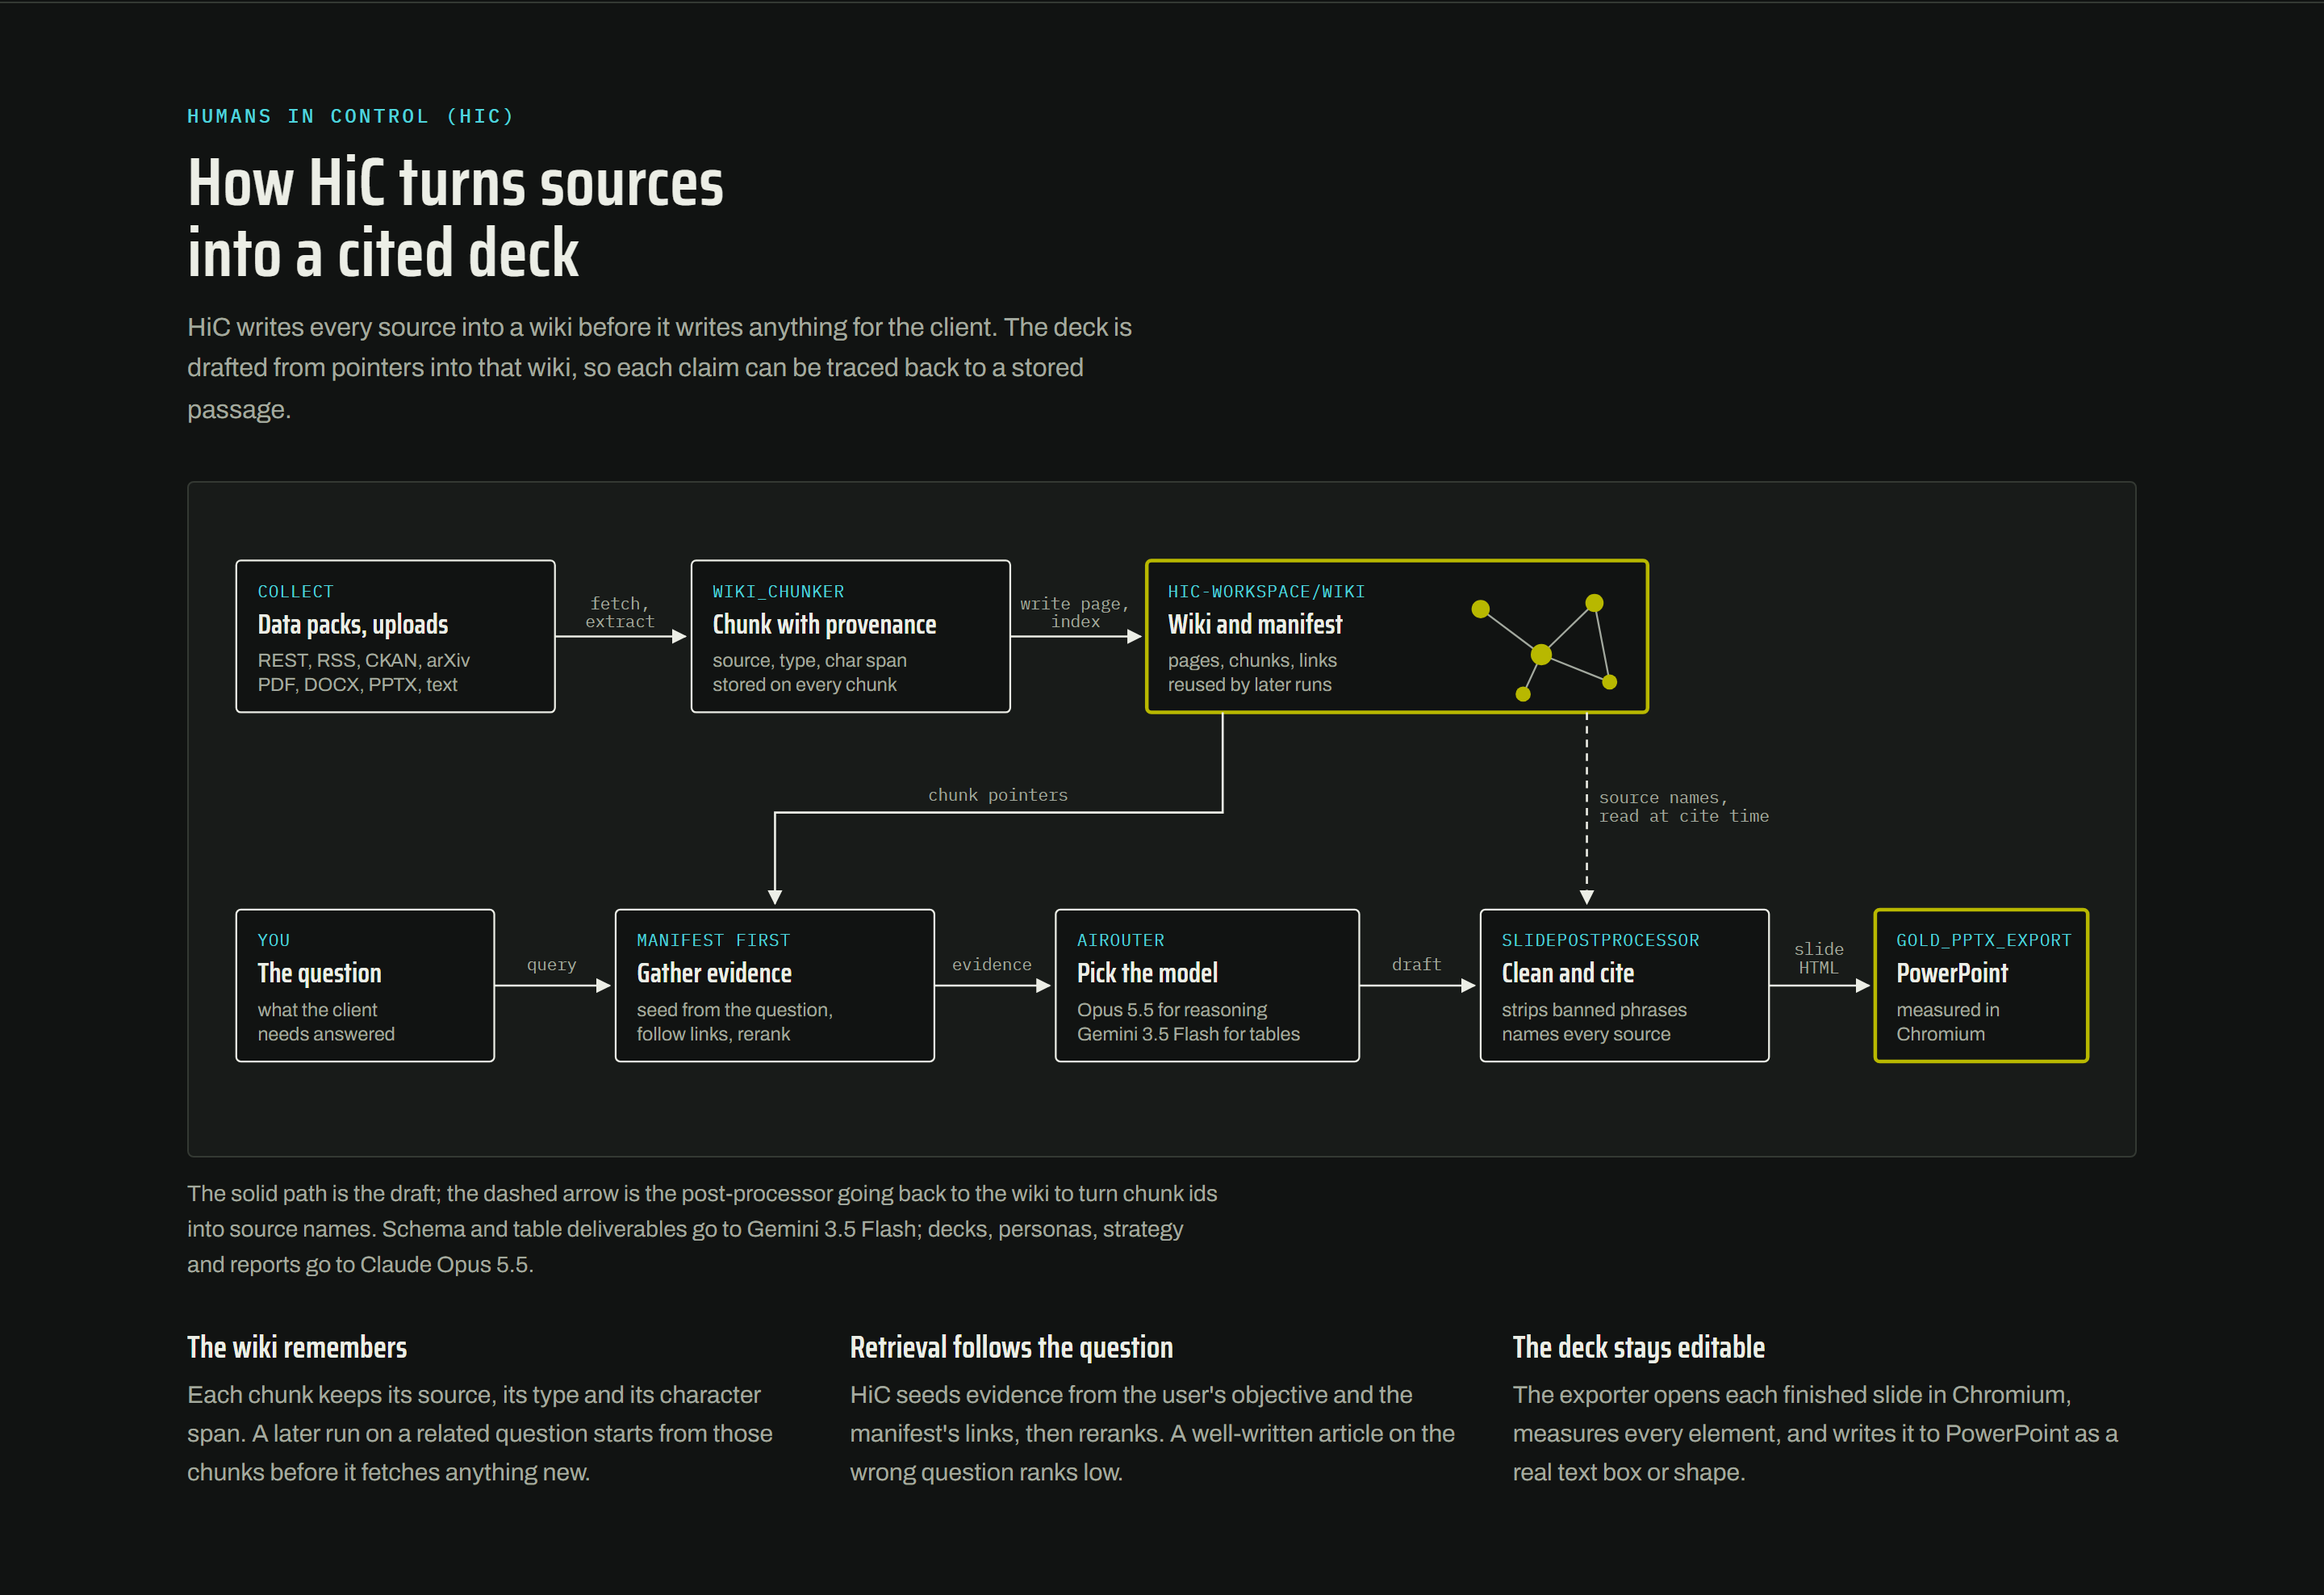 HUMANS IN CONTROL (HIC)
How HiC turns sources
into a cited deck
HiC writes every source into a wiki before it writes anything for the client. The deck is
drafted from pointers into that wiki, so each claim can be traced back to a stored
passage.
COLLECT
Data packs, uploads
REST, RSS, CKAN, arXiv
PDF, DOCX, PPTX, text
fetch,
extract
WIKI_CHUNKER
Chunk with provenance
source, type, char span
stored on every chunk
write page,
index
HIC-WORKSPACE/WIKI
Wiki and manifest
pages, chunks, links
reused by later runs
chunk pointers
source names,
read at cite time
YOU
The question
what the client
needs answered
query
MANIFEST FIRST
Gather evidence
seed from the question,
follow links, rerank
evidence
AIROUTER
Pick the model
Opus 5.5 for reasoning
Gemini 3.5 Flash for tables
draft
SLIDEPOSTPROCESSOR
Clean and cite
strips banned phrases
names every source
slide
HTML
GOLD_PPTX_EXPORT
PowerPoint
measured in
Chromium
The solid path is the draft; the dashed arrow is the post-processor going back to the wiki to turn chunk ids
into source names. Schema and table deliverables go to Gemini 3.5 Flash; decks, personas, strategy
and reports go to Claude Opus 5.5.
The wiki remembers
Each chunk keeps its source, its type and its character
span. A later run on a related question starts from those
chunks before it fetches anything new.
Retrieval follows the question
HiC seeds evidence from the user's objective and the
manifest's links, then reranks. A well-written article on the
wrong question ranks low.
The deck stays editable
The exporter opens each finished slide in Chromium,
measures every element, and writes it to PowerPoint as a
real text box or shape.